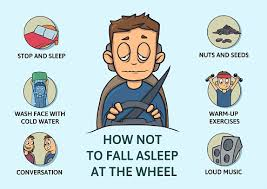 STOP AND SLEEP
NUTS AND SEEDS
WASH FACE WITH
COLD WATER
WARM-UP
EXERCISES
CONVERSATION
LOUD MUSIC
HOW NOT
TO FALL ASLEEP
AT THE WHEEL